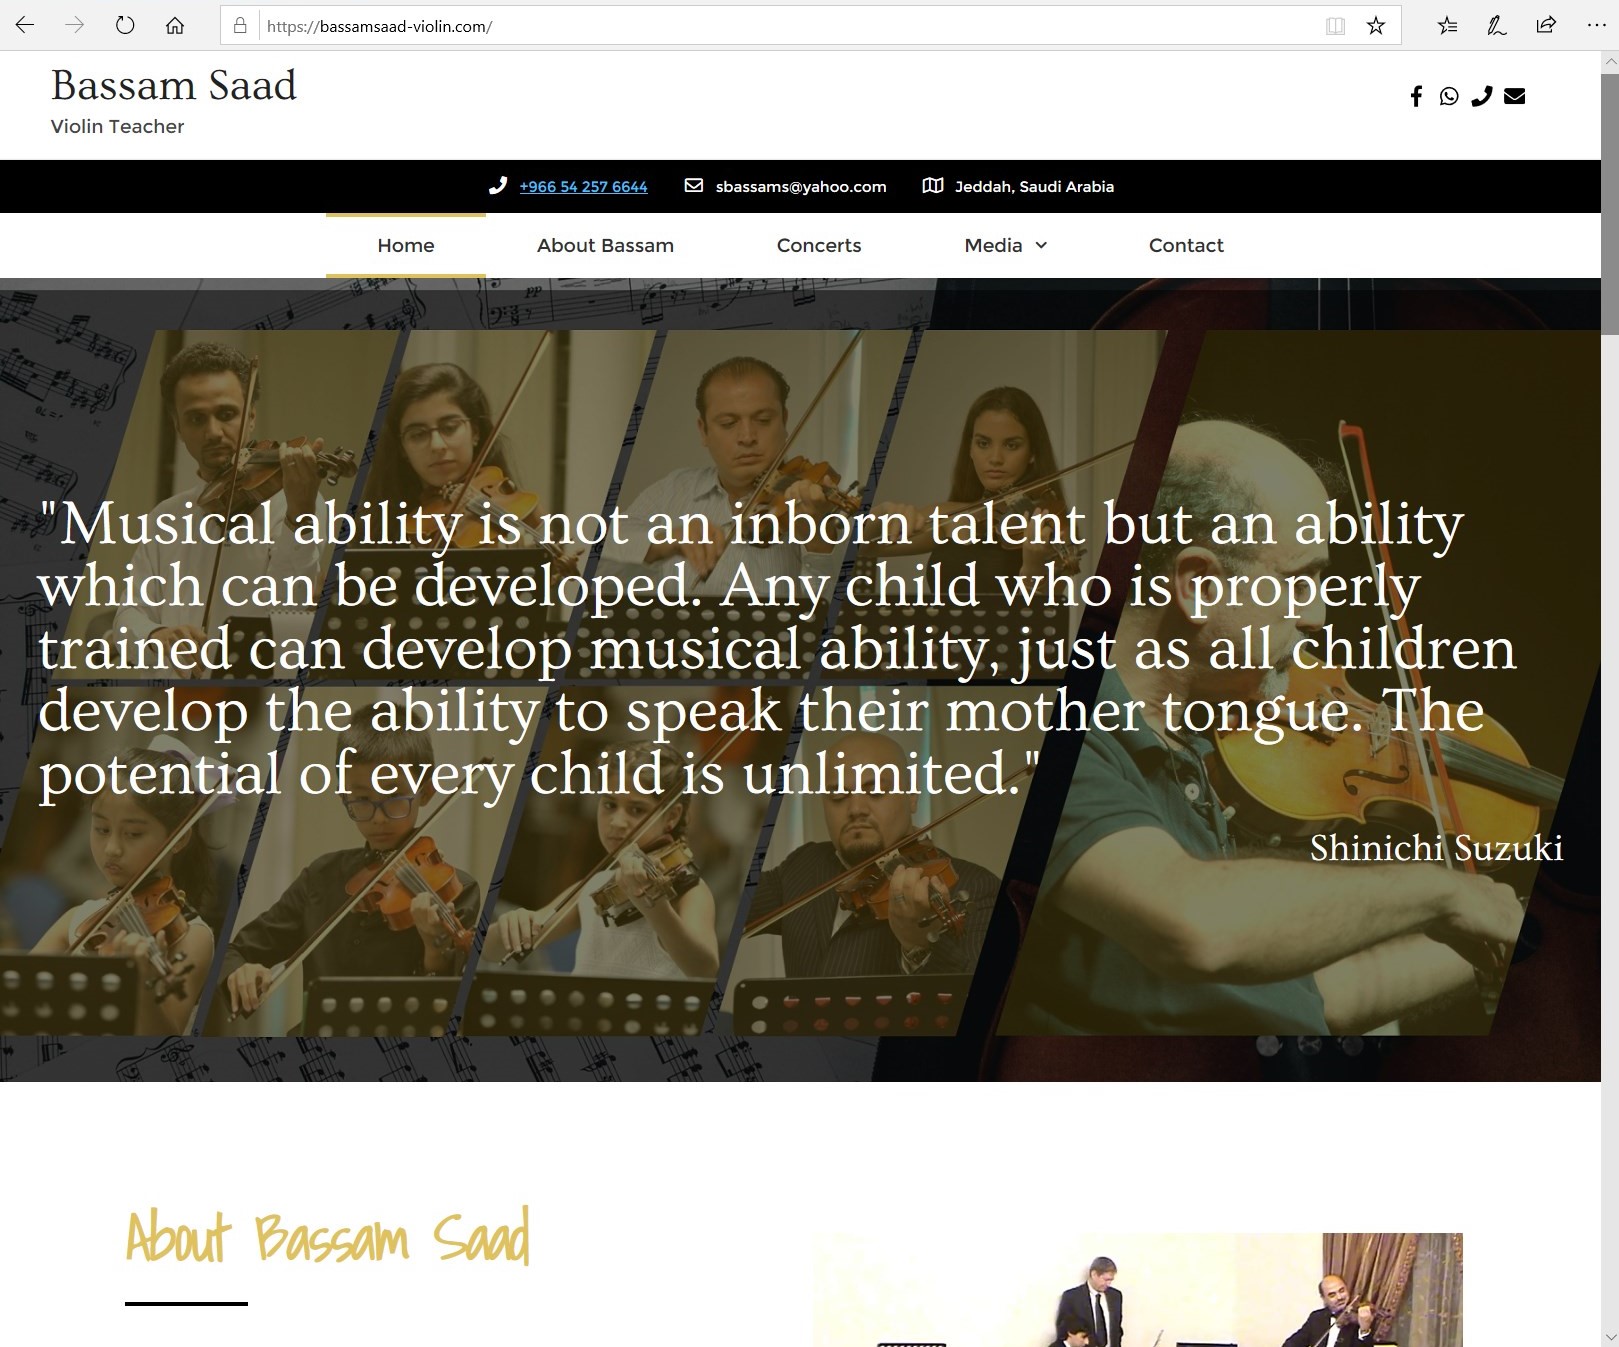 https://bassamsaad-violin.com/
Bassam Saad
Violin Teacher
+966 54 257 6644 sbassams@yahoo.com Jeddah, Saudi Arabia
Home About Bassam Concerts Media Contact
pp
"Musical ability is not an inborn talent but an ability
which can be developed. Any child who is properly
trained can develop musical ability, just as all children
develop the ability to speak their mother tongue. The
potential of every child is unlimited."
Shinichi Suzuki
About Bassam Saad